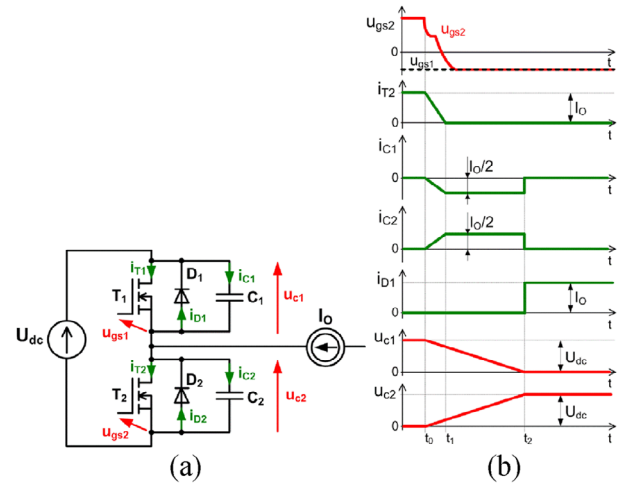 U_dc
i_T1
D_1
i_C1
T_1
i_D1
C_1
u_c1
u_gs1
I_O
i_T2
D_2
i_C2
T_2
i_D2
C_2
u_c2
u_gs2
(a)
u_gs2
u_gs2
0
u_gs1
t
i_T2
I_O
0
t
i_C1
I_O/2
0
t
i_C2
I_O/2
0
t
i_D1
I_O
0
t
u_c1
U_dc
0
t
u_c2
U_dc
0
t_0 t_1 t_2 t
(b)